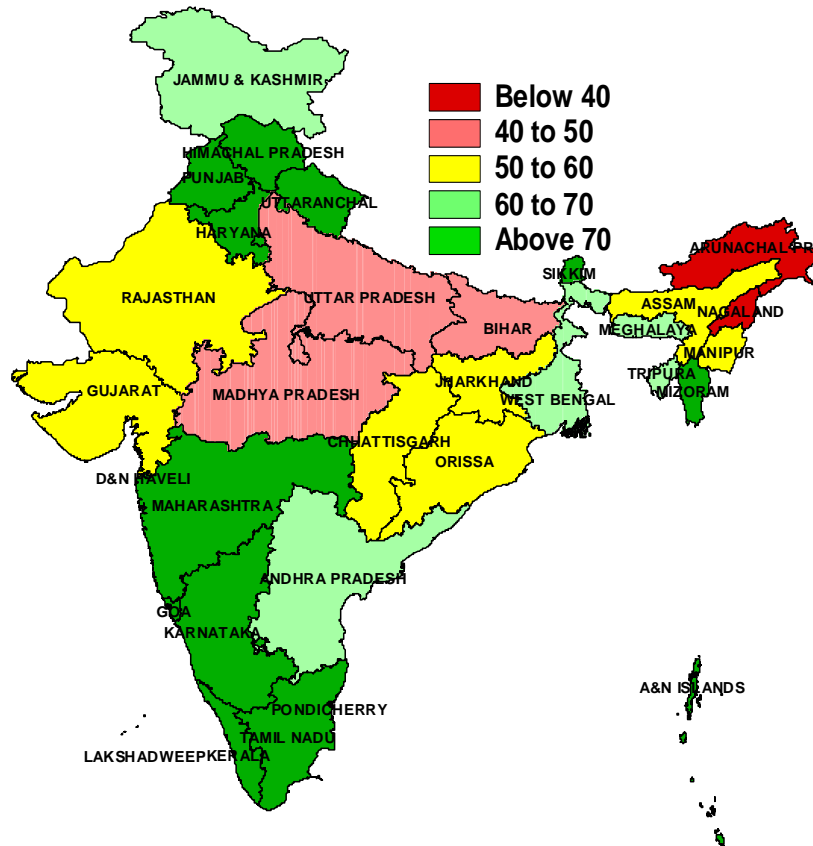 JAMMU & KASHMIR
Below 40
40 to 50
50 to 60
60 to 70
Above 70
HIMACHAL PRADESH
PUNJAB
UTTARANCHAL
HARYANA
ARUNACHAL PR
SIKKIM
RAJASTHAN
UTTAR PRADESH
ASSAM
NAGALAND
BIHAR
MEGHALAYA
MANIPUR
GUJARAT
MADHYA PRADESH
JHARKHAND
TRIPURA
MIZORAM
WEST BENGAL
CHHATTISGARH
ORISSA
D&N HAVELI
MAHARASHTRA
ANDHRA PRADESH
GOA
KARNATAKA
A&N ISLANDS
PONDICHERRY
TAMIL NADU
LAKSHADWEEP
KERALA